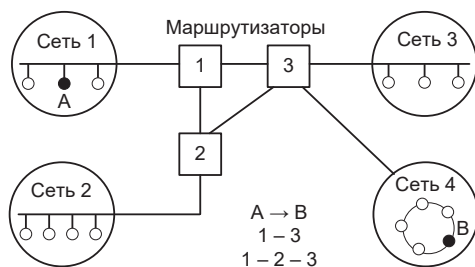 Маршрутизаторы
Сеть 1
Сеть 3
1
3
A
2
Сеть 2
Сеть 4
B
A → B
1 – 3
1 – 2 – 3